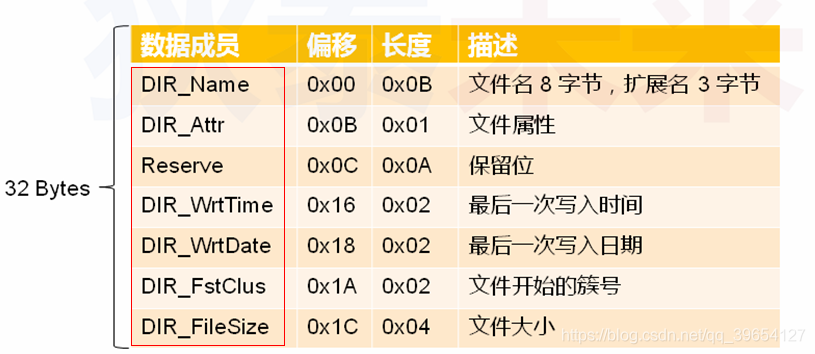 数据成员 偏移 长度 描述
DIR_Name 0x00 0x0B 文件名 8 字节，扩展名 3 字节
DIR_Attr 0x0B 0x01 文件属性
32 Bytes Reserve 0x0C 0x0A 保留位
DIR_WrtTime 0x16 0x02 最后一次写入时间
DIR_WrtDate 0x18 0x02 最后一次写入日期
DIR_FstClus 0x1A 0x02 文件开始的簇号
DIR_FileSize 0x1C 0x04 文件大小
https://blog.csdn.net/qq_39654127